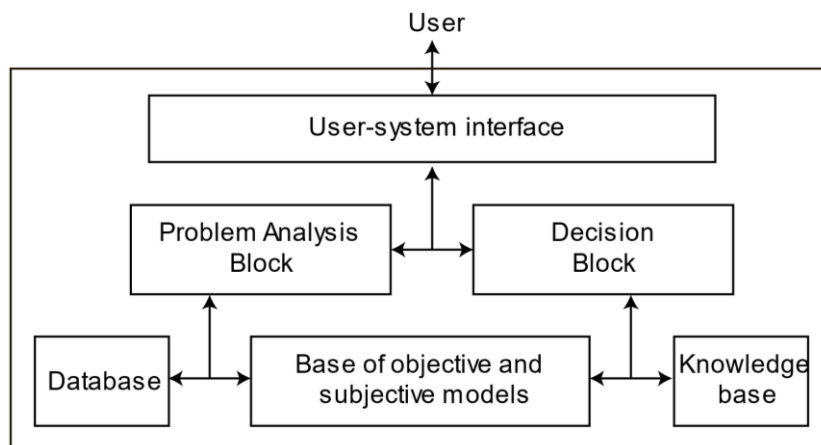 User
User-system interface
Problem Analysis
Block
Decision
Block
Database
Base of objective and
subjective models
Knowledge
base